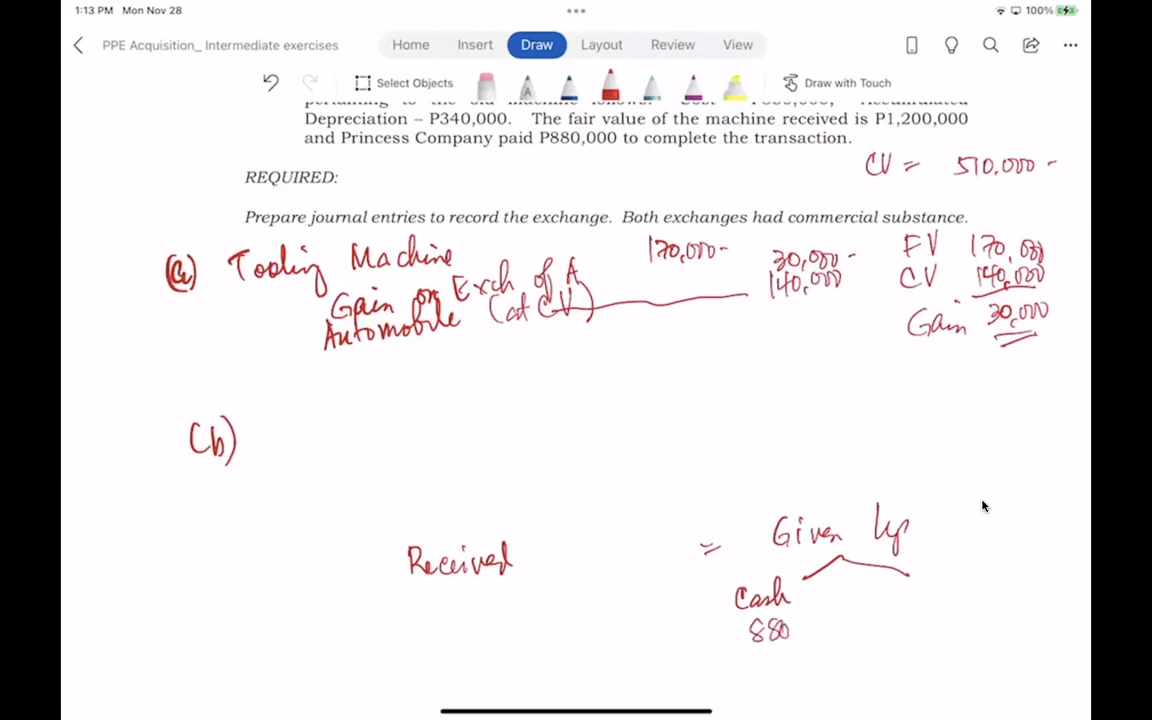 1:13 PM Mon Nov 28
100%
PPE Acquisition_ Intermediate exercises
Home Insert Draw Layout Review View
Select Objects
A
Draw with Touch
Depreciation – P340,000. The fair value of the machine received is P1,200,000
and Princess Company paid P880,000 to complete the transaction.
CV = 510,000 -
REQUIRED:
Prepare journal entries to record the exchange. Both exchanges had commercial substance.
(a) Tooling Machine 170,000-
Gain on Exch of A 30,000 -
Automobile (at CV) 140,000
FV 170,000
CV 140,000
Gain 30,000
(b)
Received = Given Up
Cash
880